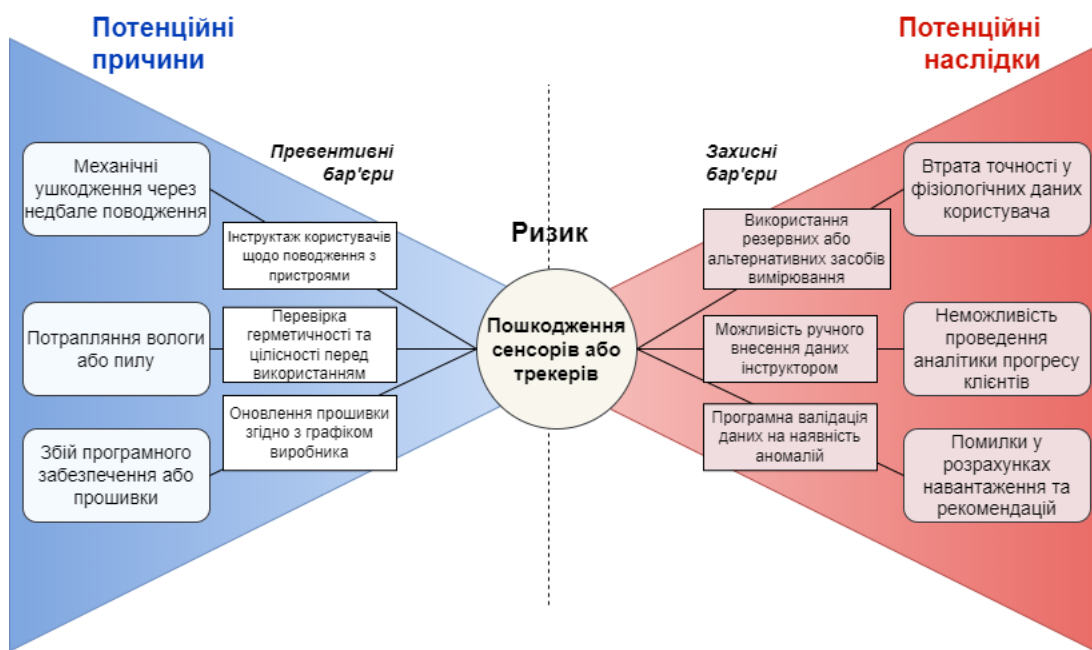 Потенційні
причини
Потенційні
наслідки
Превентивні
бар'єри
Захисні
бар'єри
Механічні
ушкодження через
недбале поводження
Інструктаж користувачів
щодо поводження з
пристроями
Потрапляння вологи
або пилу
Перевірка
герметичності та
цілісності перед
використанням
Збій програмного
забезпечення або
прошивки
Оновлення прошивки
згідно з графіком
виробника
Ризик
Пошкодження
сенсорів або
трекерів
Використання
резервних або
альтернативних засобів
вимірювання
Втрата точності у
фізіологічних даних
користувача
Можливість ручного
внесення даних
інструктором
Неможливість
проведення
аналітики прогресу
клієнтів
Програмна валідація
даних на наявність
аномалій
Помилки у
розрахунках
навантаження та
рекомендацій